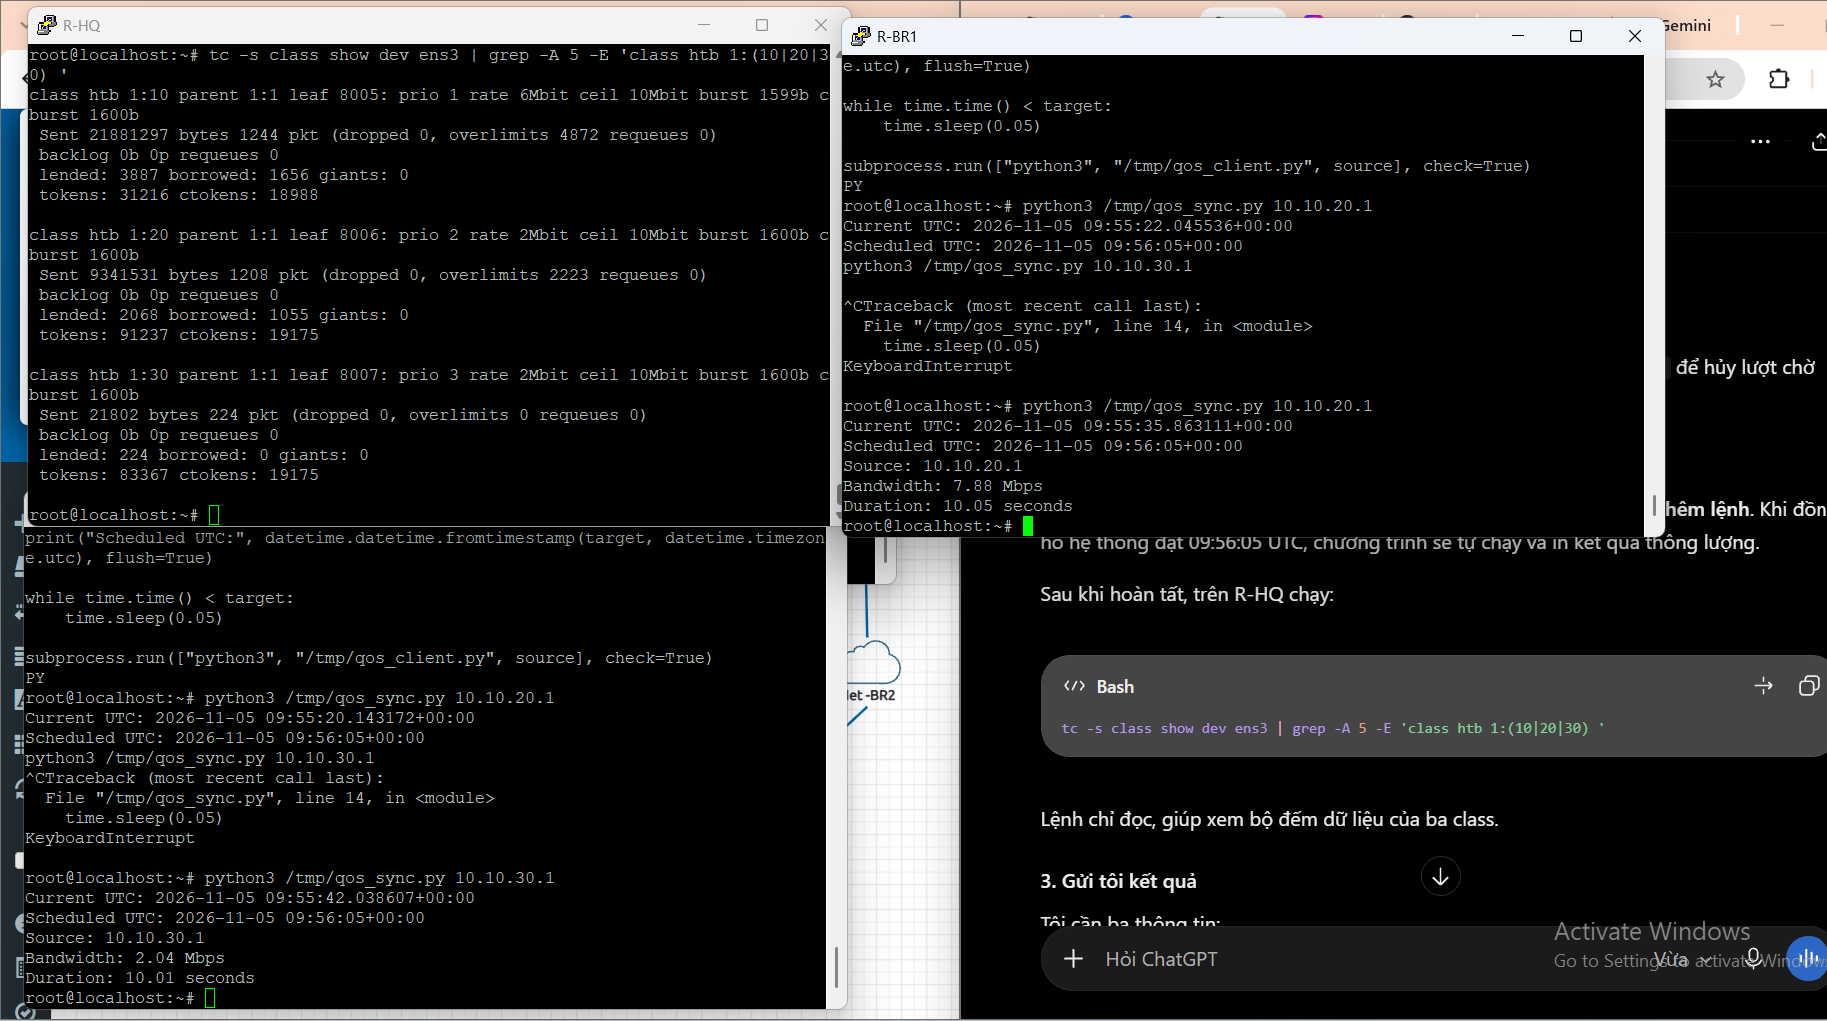 R-HQ
root@localhost:~# tc -s class show dev ens3 | grep -A 5 -E 'class htb 1:(10|20|3
0) '
class htb 1:10 parent 1:1 leaf 8005: prio 1 rate 6Mbit ceil 10Mbit burst 1599b c
burst 1600b
 Sent 21881297 bytes 1244 pkt (dropped 0, overlimits 4872 requeues 0)
 backlog 0b 0p requeues 0
 lended: 3887 borrowed: 1656 giants: 0
 tokens: 31216 ctokens: 18988
class htb 1:20 parent 1:1 leaf 8006: prio 2 rate 2Mbit ceil 10Mbit burst 1600b c
burst 1600b
 Sent 9341531 bytes 1208 pkt (dropped 0, overlimits 2223 requeues 0)
 backlog 0b 0p requeues 0
 lended: 2068 borrowed: 1055 giants: 0
 tokens: 91237 ctokens: 19175
class htb 1:30 parent 1:1 leaf 8007: prio 3 rate 2Mbit ceil 10Mbit burst 1600b c
burst 1600b
 Sent 21802 bytes 224 pkt (dropped 0, overlimits 0 requeues 0)
 backlog 0b 0p requeues 0
 lended: 224 borrowed: 0 giants: 0
 tokens: 83367 ctokens: 19175
root@localhost:~#
print("Scheduled UTC:", datetime.datetime.fromtimestamp(target, datetime.timezon
e.utc), flush=True)
while time.time() < target:
    time.sleep(0.05)
subprocess.run(["python3", "/tmp/qos_client.py", source], check=True)
PY
root@localhost:~# python3 /tmp/qos_sync.py 10.10.20.1
Current UTC: 2026-11-05 09:55:20.143172+00:00
Scheduled UTC: 2026-11-05 09:56:05+00:00
python3 /tmp/qos_sync.py 10.10.30.1
^CTraceback (most recent call last):
  File "/tmp/qos_sync.py", line 14, in <module>
    time.sleep(0.05)
KeyboardInterrupt
root@localhost:~# python3 /tmp/qos_sync.py 10.10.30.1
Current UTC: 2026-11-05 09:55:42.038607+00:00
Scheduled UTC: 2026-11-05 09:56:05+00:00
Source: 10.10.30.1
Bandwidth: 2.04 Mbps
Duration: 10.01 seconds
root@localhost:~#
R-BR1
e.utc), flush=True)
while time.time() < target:
    time.sleep(0.05)
subprocess.run(["python3", "/tmp/qos_client.py", source], check=True)
PY
root@localhost:~# python3 /tmp/qos_sync.py 10.10.20.1
Current UTC: 2026-11-05 09:55:22.045536+00:00
Scheduled UTC: 2026-11-05 09:56:05+00:00
python3 /tmp/qos_sync.py 10.10.30.1
^CTraceback (most recent call last):
  File "/tmp/qos_sync.py", line 14, in <module>
    time.sleep(0.05)
KeyboardInterrupt
root@localhost:~# python3 /tmp/qos_sync.py 10.10.20.1
Current UTC: 2026-11-05 09:55:35.863111+00:00
Scheduled UTC: 2026-11-05 09:56:05+00:00
Source: 10.10.20.1
Bandwidth: 7.88 Mbps
Duration: 10.05 seconds
root@localhost:~#
-BR2
Gemini
để hủy lượt chờ
hêm lệnh. Khi đồn
hệ thống đạt 09:56:05 UTC, chương trình sẽ tự chạy và in kết quả thông lượng.
Sau khi hoàn tất, trên R-HQ chạy:
</> Bash
tc -s class show dev ens3 | grep -A 5 -E 'class htb 1:(10|20|30) '
Lệnh chỉ đọc, giúp xem bộ đếm dữ liệu của ba class.
3. Gửi tôi kết quả
Tôi cần ba thông tin:
Hỏi ChatGPT
Vừa
Activate Windows
Go to Settings to activate Windows